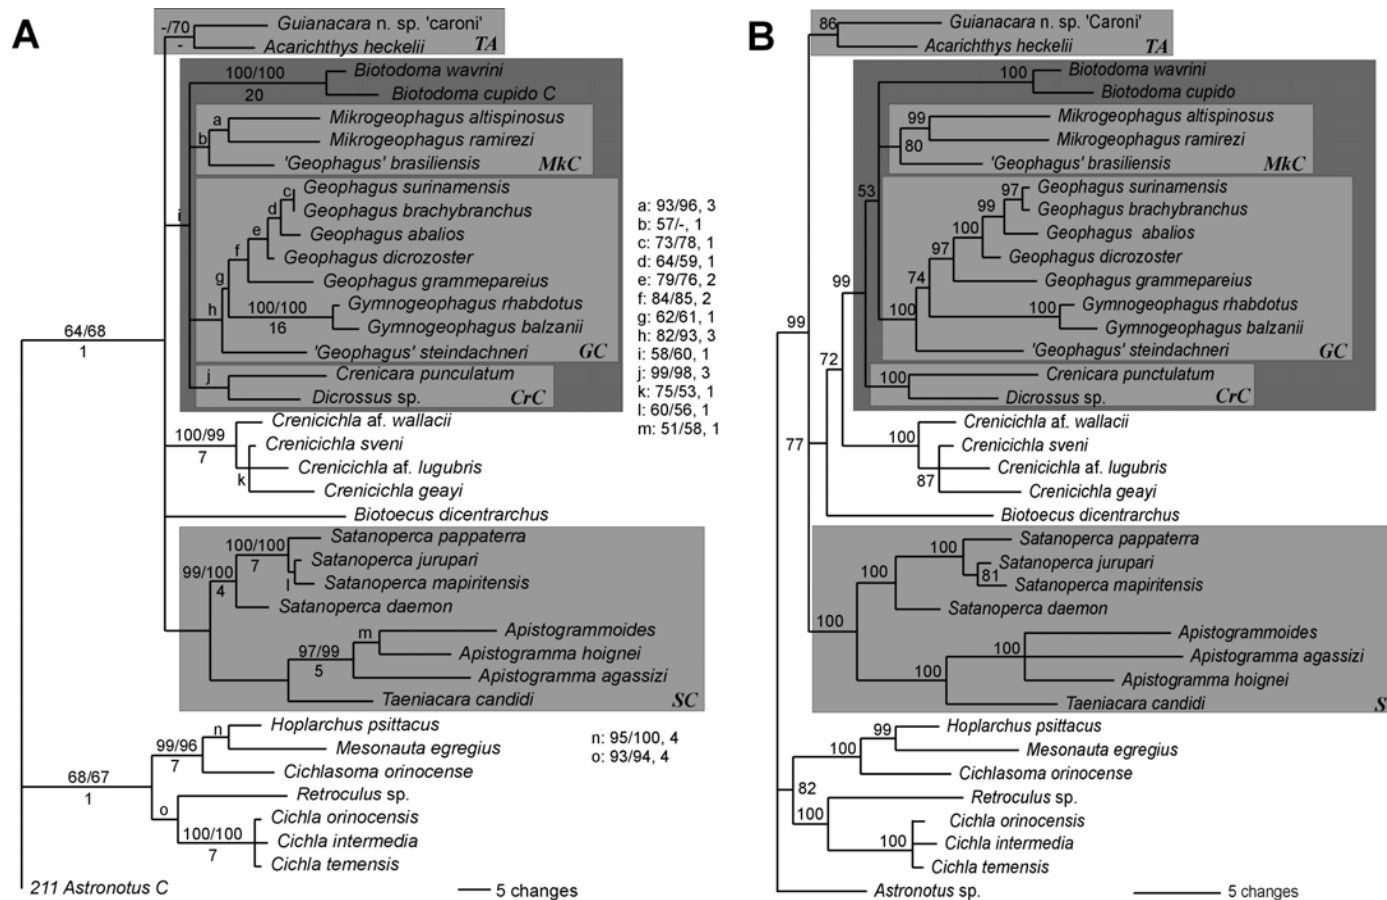 A
-/70
-
Guianacara n. sp. 'caroni'
Acarichthys heckelii
TA
100/100
20
Biotodoma wavrini
Biotodoma cupido C
a
b
Mikrogeophagus altispinosus
Mikrogeophagus ramirezi
'Geophagus' brasiliensis
MkC
i
c
Geophagus surinamensis
d
Geophagus brachybranchus
e
Geophagus abalios
f
Geophagus dicrozoster
g
Geophagus grammepareius
h
100/100
16
Gymnogeophagus rhabdotus
Gymnogeophagus balzanii
'Geophagus' steindachneri
GC
j
Crenicara punculatum
Dicrossus sp.
CrC
64/68
1
100/99
7
k
Crenicichla af. wallacii
Crenicichla sveni
Crenicichla af. lugubris
Crenicichla geayi
Biotoecus dicentrarchus
99/100
4
100/100
7
l
Satanoperca pappaterra
Satanoperca jurupari
Satanoperca mapiritensis
Satanoperca daemon
97/99
5
m
Apistogrammoides
Apistogramma hoignei
Apistogramma agassizi
Taeniacara candidi
SC
68/67
1
99/96
7
n
Hoplarchus psittacus
Mesonauta egregius
Cichlasoma orinocense
o
Retroculus sp.
100/100
7
Cichla orinocensis
Cichla intermedia
Cichla temensis
211 Astronotus C
5 changes
a: 93/96, 3
b: 57/-, 1
c: 73/78, 1
d: 64/59, 1
e: 79/76, 2
f: 84/85, 2
g: 62/61, 1
h: 82/93, 3
i: 58/60, 1
j: 99/98, 3
k: 75/53, 1
l: 60/56, 1
m: 51/58, 1
n: 95/100, 4
o: 93/94, 4
B
86
Guianacara n. sp. 'Caroni'
Acarichthys heckelii
TA
100
Biotodoma wavrini
Biotodoma cupido
99
80
Mikrogeophagus altispinosus
Mikrogeophagus ramirezi
'Geophagus' brasiliensis
MkC
53
97
Geophagus surinamensis
99
Geophagus brachybranchus
100
Geophagus abalios
97
Geophagus dicrozoster
74
Geophagus grammepareius
100
100
Gymnogeophagus rhabdotus
Gymnogeophagus balzanii
'Geophagus' steindachneri
GC
99
99
72
77
100
Crenicara punctulatum
Dicrossus sp.
CrC
100
87
Crenicichla af. wallacii
Crenicichla sveni
Crenicichla af. lugubris
Crenicichla geayi
Biotoecus dicentrarchus
100
100
100
81
Satanoperca pappaterra
Satanoperca jurupari
Satanoperca mapiritensis
Satanoperca daemon
100
100
Apistogrammoides
Apistogramma agassizi
Apistogramma hoignei
Taeniacara candidi
S
82
100
99
Hoplarchus psittacus
Mesonauta egregius
Cichlasoma orinocense
100
Retroculus sp.
100
Cichla orinocensis
Cichla intermedia
Cichla temensis
Astronotus sp.
5 changes